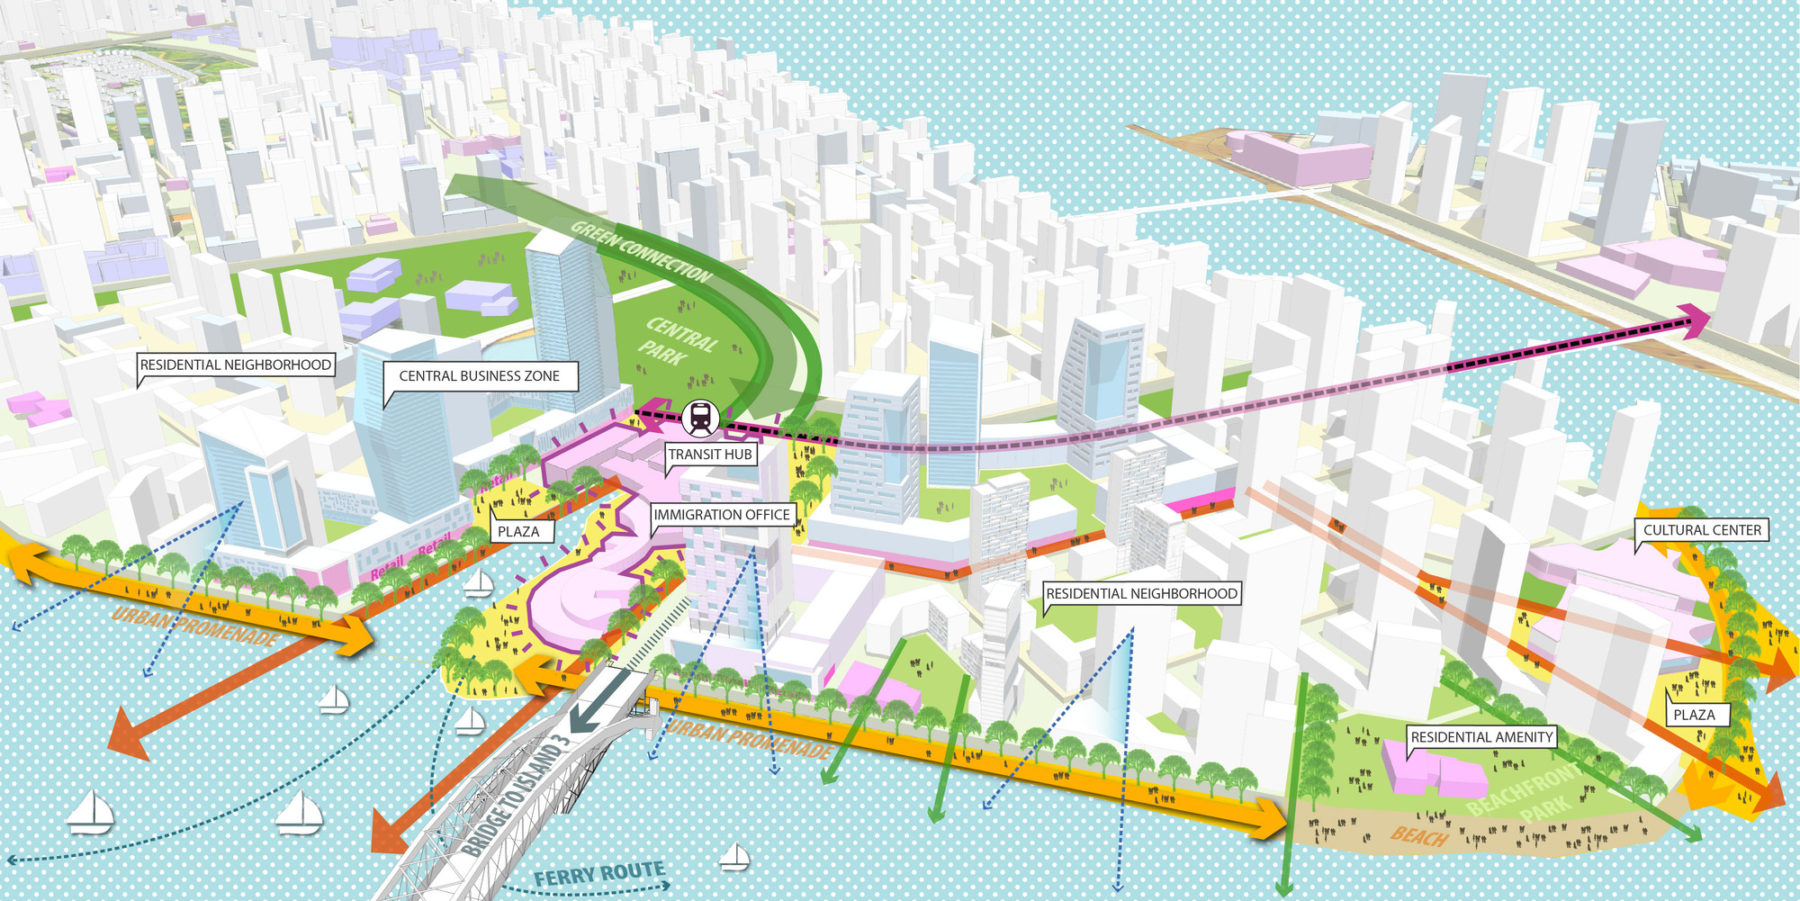 GREEN CONNECTION
CENTRAL
PARK
RESIDENTIAL NEIGHBORHOOD
CENTRAL BUSINESS ZONE
TRANSIT HUB
Retail
IMMIGRATION OFFICE
PLAZA
CULTURAL CENTER
Retail
Retail
RESIDENTIAL NEIGHBORHOOD
URBAN PROMENADE
PLAZA
URBAN PROMENADE
RESIDENTIAL AMENITY
BEACHFRONT
PARK
BEACH
BRIDGE TO ISLAND 3
FERRY ROUTE